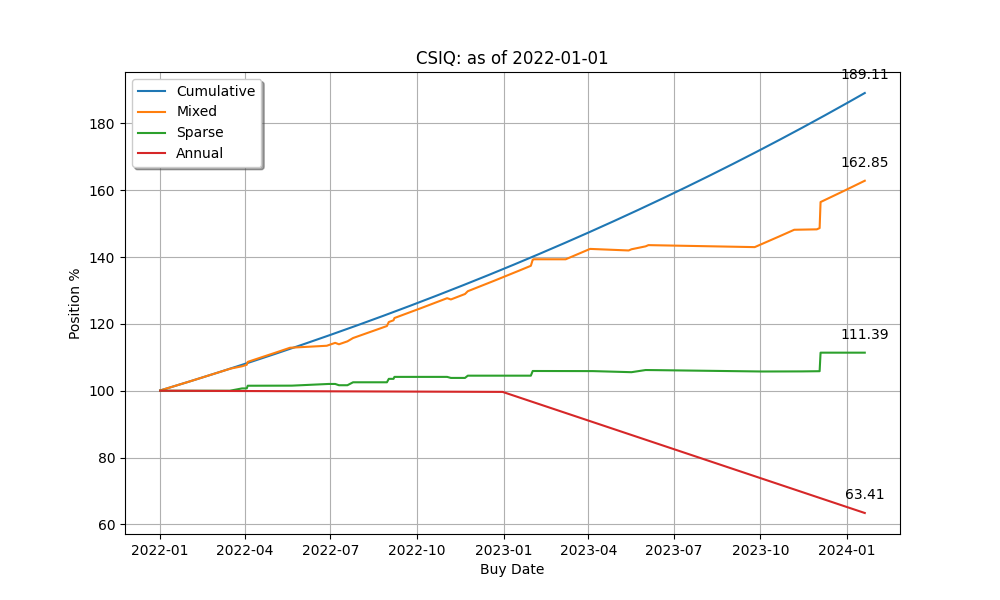 CSIQ: as of 2022-01-01
189.11
Cumulative
Mixed
Sparse
Annual
162.85
111.39
63.41
180
160
140
120
100
80
60
Position %
2022-01
2022-04
2022-07
2022-10
2023-01
2023-04
2023-07
2023-10
2024-01
Buy Date